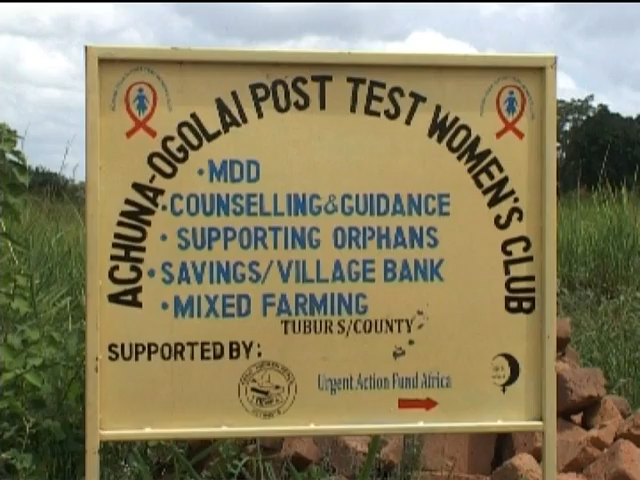 ACHUNA-OGOLAI POST TEST WOMEN'S CLUB
•MDD
•COUNSELLING&GUIDANCE
• SUPPORTING ORPHANS
•SAVINGS/VILLAGE BANK
•MIXED FARMING
TUBUR S/COUNTY
SUPPORTED BY:
Urgent Action Fund Africa